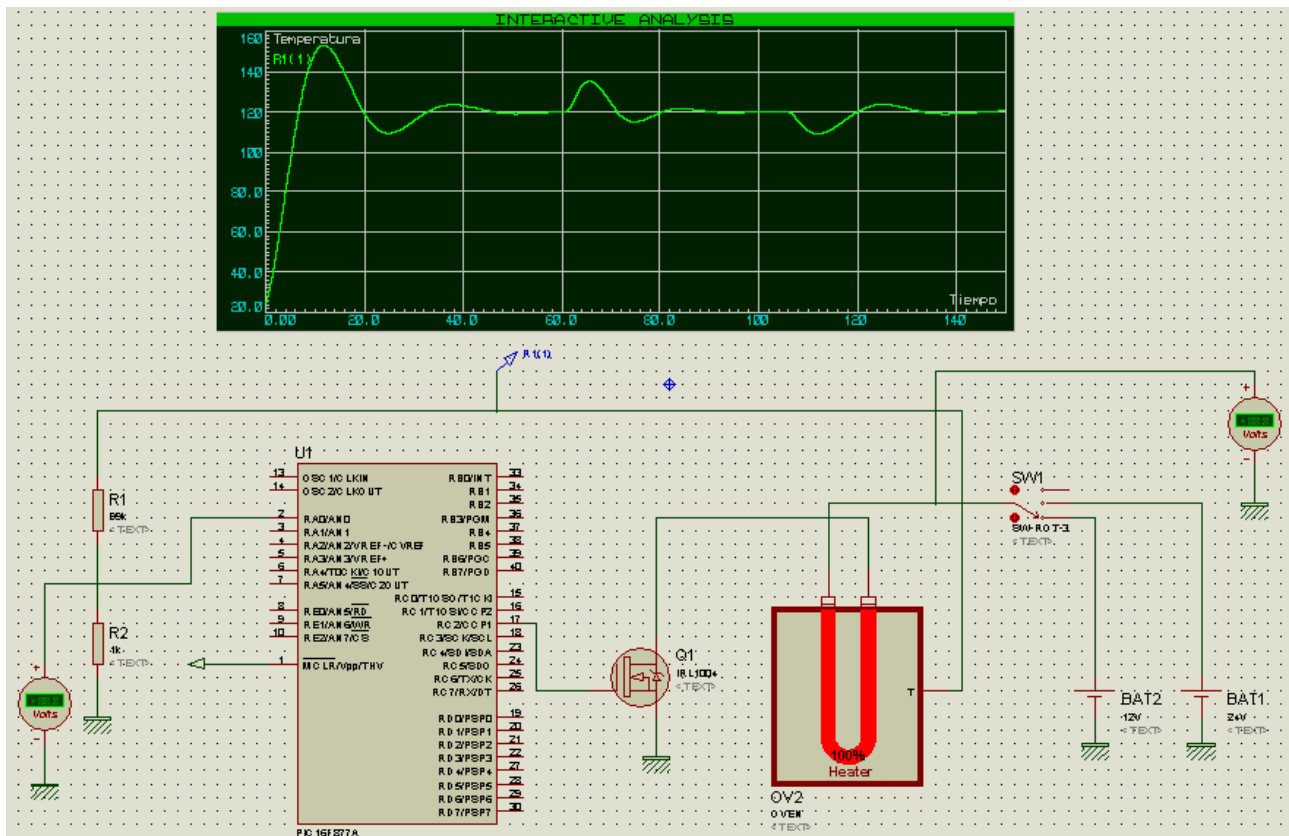 INTERACTIVE ANALYSIS
160
Temperatura
R1(1)
140
120
100
80.0
60.0
40.0
20.0
Tiempo
0.00 20.0 40.0 60.0 80.0 100 120 140
R1(1)
U1
13 OSC1/CLKIN
14 OSC2/CLKOUT
2 RA0/AN0
3 RA1/AN1
4 RA2/AN2/VREF-/CVREF
5 RA3/AN3/VREF+
6 RA4/T0CKI/C1OUT
7 RA5/AN4/SS/C2OUT
8 RE0/AN5/RD
9 RE1/AN6/WR
10 RE2/AN7/CS
1 MCLR/Vpp/THV
RB0/INT 33
RB1 34
RB2 35
RB3/PGM 36
RB4 37
RB5 38
RB6/PGC 39
RB7/PGD 40
RC0/T1OSO/T1CKI 15
RC1/T1OSI/CCP2 16
RC2/CCP1 17
RC3/SCK/SCL 18
RC4/SDI/SDA 23
RC5/SDO 24
RC6/TX/CK 25
RC7/RX/DT 26
RD0/PSP0 19
RD1/PSP1 20
RD2/PSP2 21
RD3/PSP3 22
RD4/PSP4 27
RD5/PSP5 28
RD6/PSP6 29
RD7/PSP7 30
PIC16F877A
R1
<TEXT>
R2
1k
<TEXT>
+
Volts
-
Q1
IRL1004
<TEXT>
T
100%
Heater
OV2
OVEN
<TEXT>
SW1
SW-ROT-3
<TEXT>
+
Volts
-
BAT2
12V
<TEXT>
BAT1
24V
<TEXT>